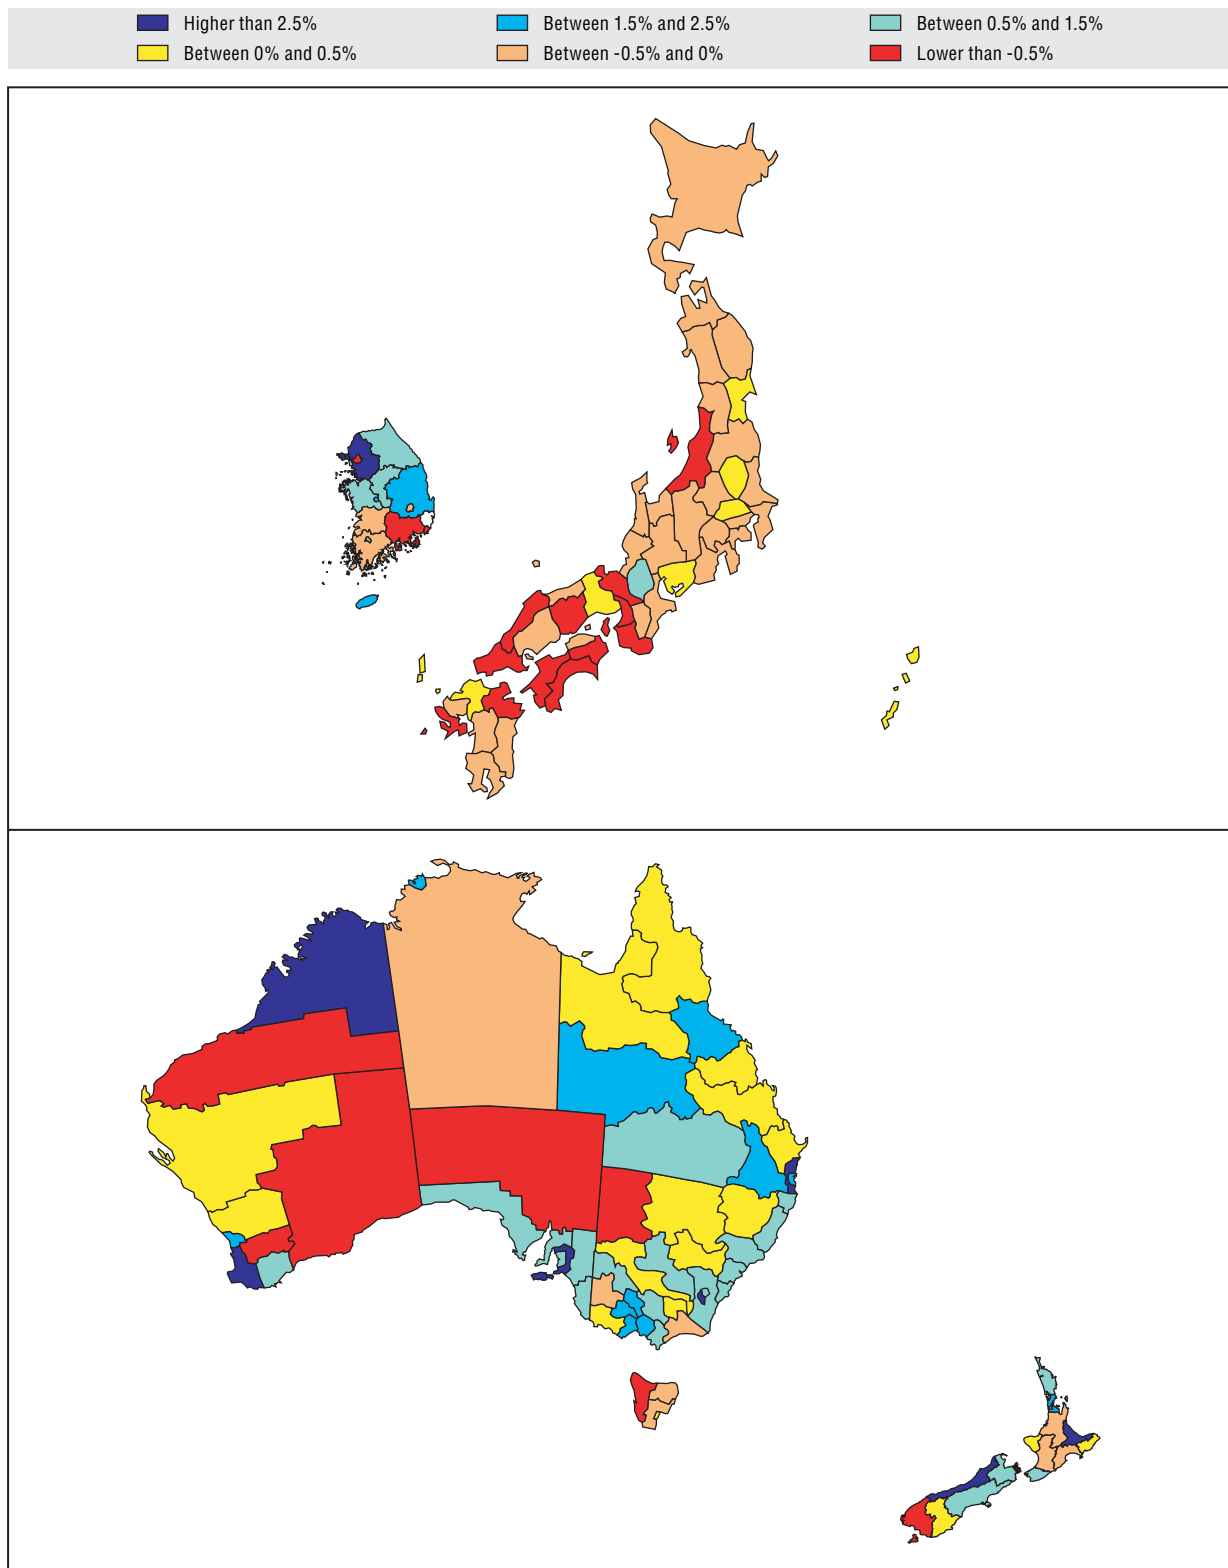 Higher than 2.5% Between 1.5% and 2.5% Between 0.5% and 1.5%
Between 0% and 0.5% Between -0.5% and 0% Lower than -0.5%